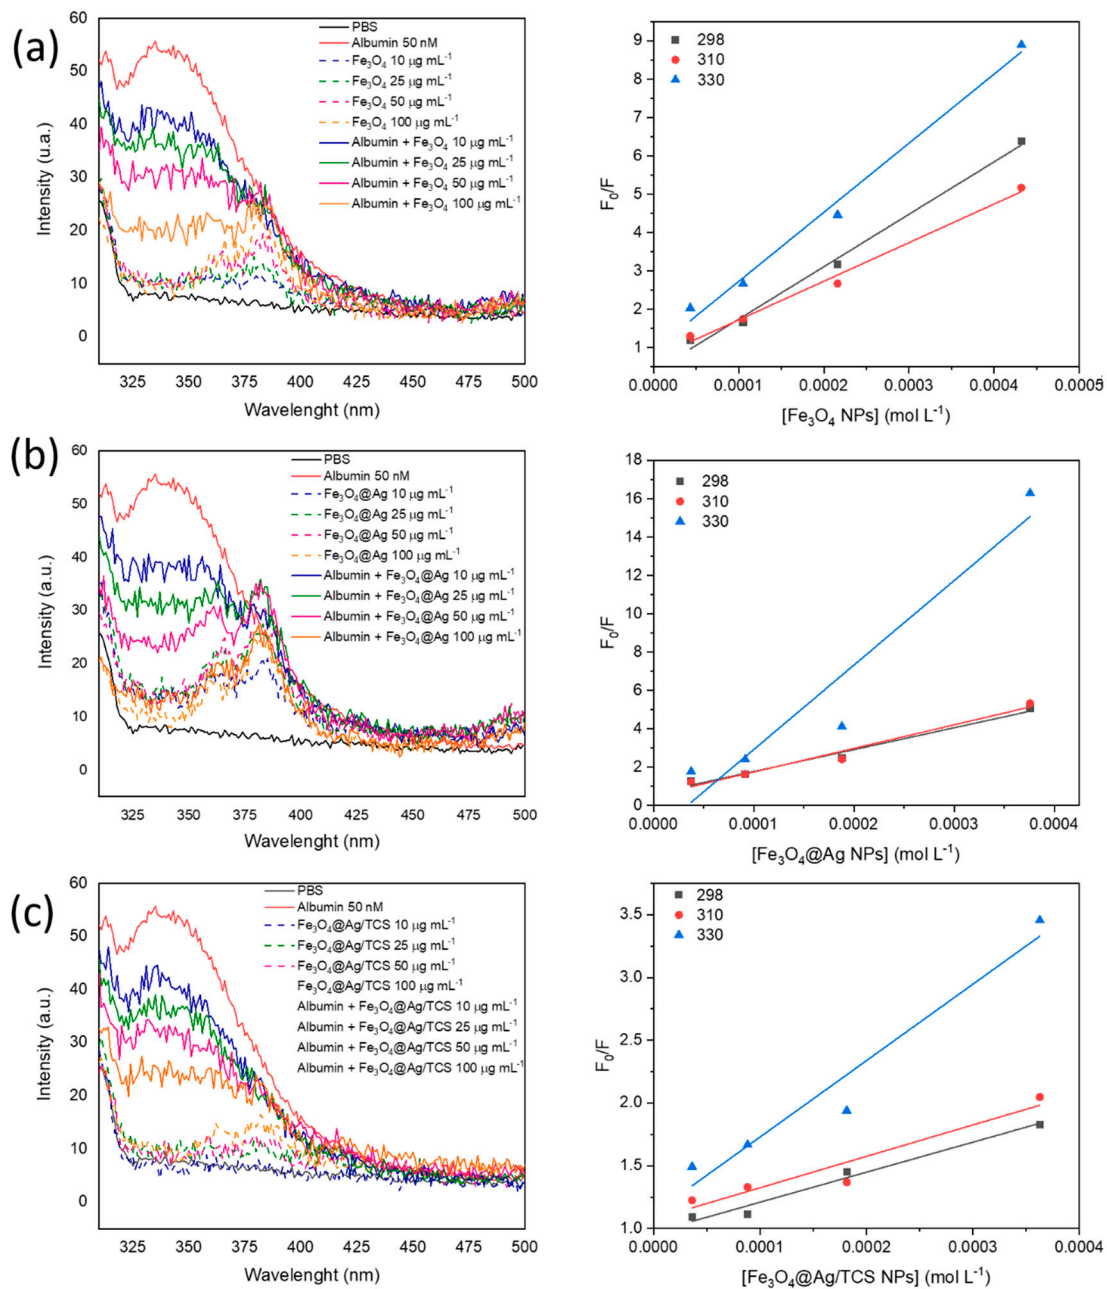 (a)
60
50
40
30
20
10
0
Intensity (u.a.)
PBS
Albumin 50 nM
Fe₃O₄ 10 µg mL⁻¹
Fe₃O₄ 25 µg mL⁻¹
Fe₃O₄ 50 µg mL⁻¹
Fe₃O₄ 100 µg mL⁻¹
Albumin + Fe₃O₄ 10 µg mL⁻¹
Albumin + Fe₃O₄ 25 µg mL⁻¹
Albumin + Fe₃O₄ 50 µg mL⁻¹
Albumin + Fe₃O₄ 100 µg mL⁻¹
325 350 375 400 425 450 475 500
Wavelenght (nm)
9
8
7
6
5
4
3
2
1
F₀/F
298
310
330
0.0000 0.0001 0.0002 0.0003 0.0004 0.0005
[Fe₃O₄ NPs] (mol L⁻¹)
(b)
60
50
40
30
20
10
0
Intensity (a.u.)
PBS
Albumin 50 nM
Fe₃O₄@Ag 10 µg mL⁻¹
Fe₃O₄@Ag 25 µg mL⁻¹
Fe₃O₄@Ag 50 µg mL⁻¹
Fe₃O₄@Ag 100 µg mL⁻¹
Albumin + Fe₃O₄@Ag 10 µg mL⁻¹
Albumin + Fe₃O₄@Ag 25 µg mL⁻¹
Albumin + Fe₃O₄@Ag 50 µg mL⁻¹
Albumin + Fe₃O₄@Ag 100 µg mL⁻¹
325 350 375 400 425 450 475 500
Wavelenght (nm)
18
16
14
12
10
8
6
4
2
0
F₀/F
298
310
330
0.0000 0.0001 0.0002 0.0003 0.0004
[Fe₃O₄@Ag NPs] (mol L⁻¹)
(c)
60
50
40
30
20
10
0
Intensity (a.u.)
PBS
Albumin 50 nM
Fe₃O₄@Ag/TCS 10 µg mL⁻¹
Fe₃O₄@Ag/TCS 25 µg mL⁻¹
Fe₃O₄@Ag/TCS 50 µg mL⁻¹
Fe₃O₄@Ag/TCS 100 µg mL⁻¹
Albumin + Fe₃O₄@Ag/TCS 10 µg mL⁻¹
Albumin + Fe₃O₄@Ag/TCS 25 µg mL⁻¹
Albumin + Fe₃O₄@Ag/TCS 50 µg mL⁻¹
Albumin + Fe₃O₄@Ag/TCS 100 µg mL⁻¹
325 350 375 400 425 450 475 500
Wavelenght (nm)
3.5
3.0
2.5
2.0
1.5
1.0
F₀/F
298
310
330
0.0000 0.0001 0.0002 0.0003 0.0004
[Fe₃O₄@Ag/TCS NPs] (mol L⁻¹)